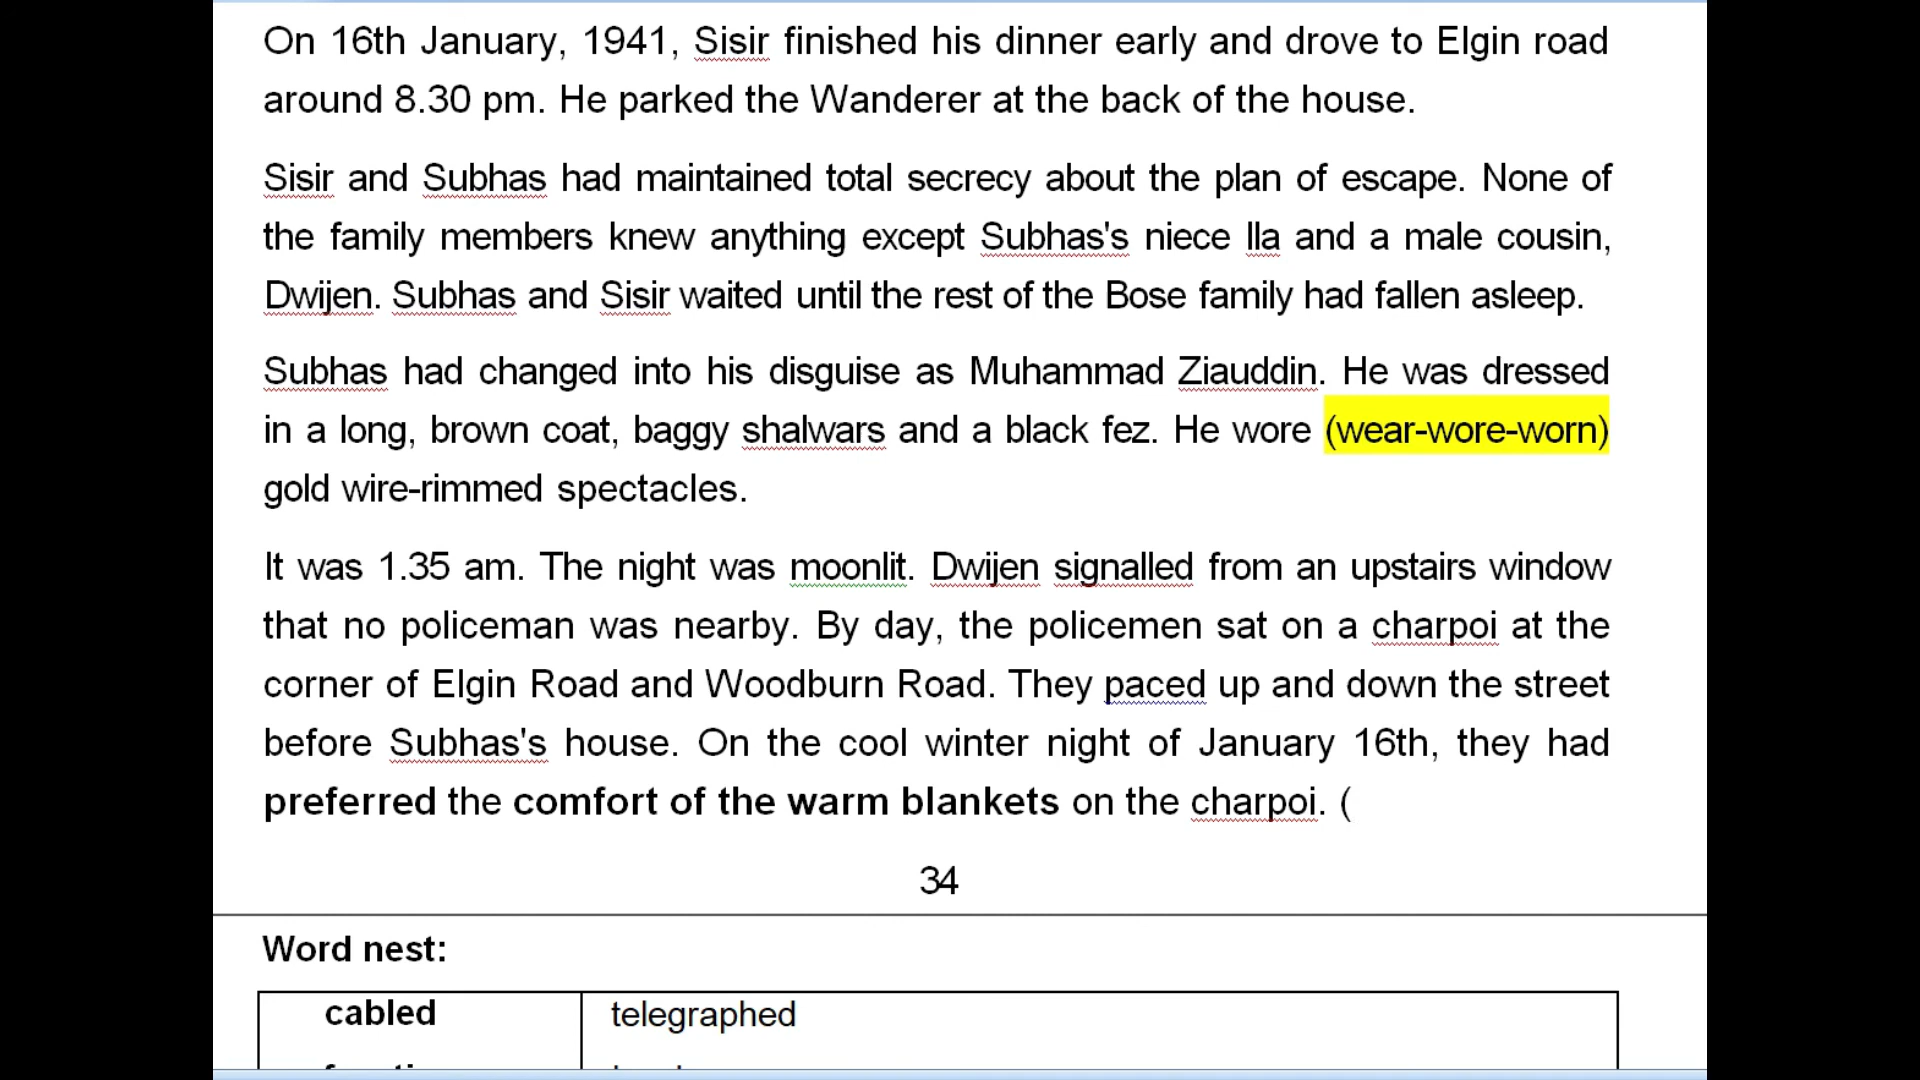 On 16th January, 1941, Sisir finished his dinner early and drove to Elgin road
around 8.30 pm. He parked the Wanderer at the back of the house.
Sisir and Subhas had maintained total secrecy about the plan of escape. None of
the family members knew anything except Subhas's niece Ila and a male cousin,
Dwijen. Subhas and Sisir waited until the rest of the Bose family had fallen asleep.
Subhas had changed into his disguise as Muhammad Ziauddin. He was dressed
in a long, brown coat, baggy shalwars and a black fez. He wore (wear-wore-worn)
gold wire-rimmed spectacles.
It was 1.35 am. The night was moonlit. Dwijen signalled from an upstairs window
that no policeman was nearby. By day, the policemen sat on a charpoi at the
corner of Elgin Road and Woodburn Road. They paced up and down the street
before Subhas's house. On the cool winter night of January 16th, they had
preferred the comfort of the warm blankets on the charpoi. (
34
Word nest:
cabled telegraphed